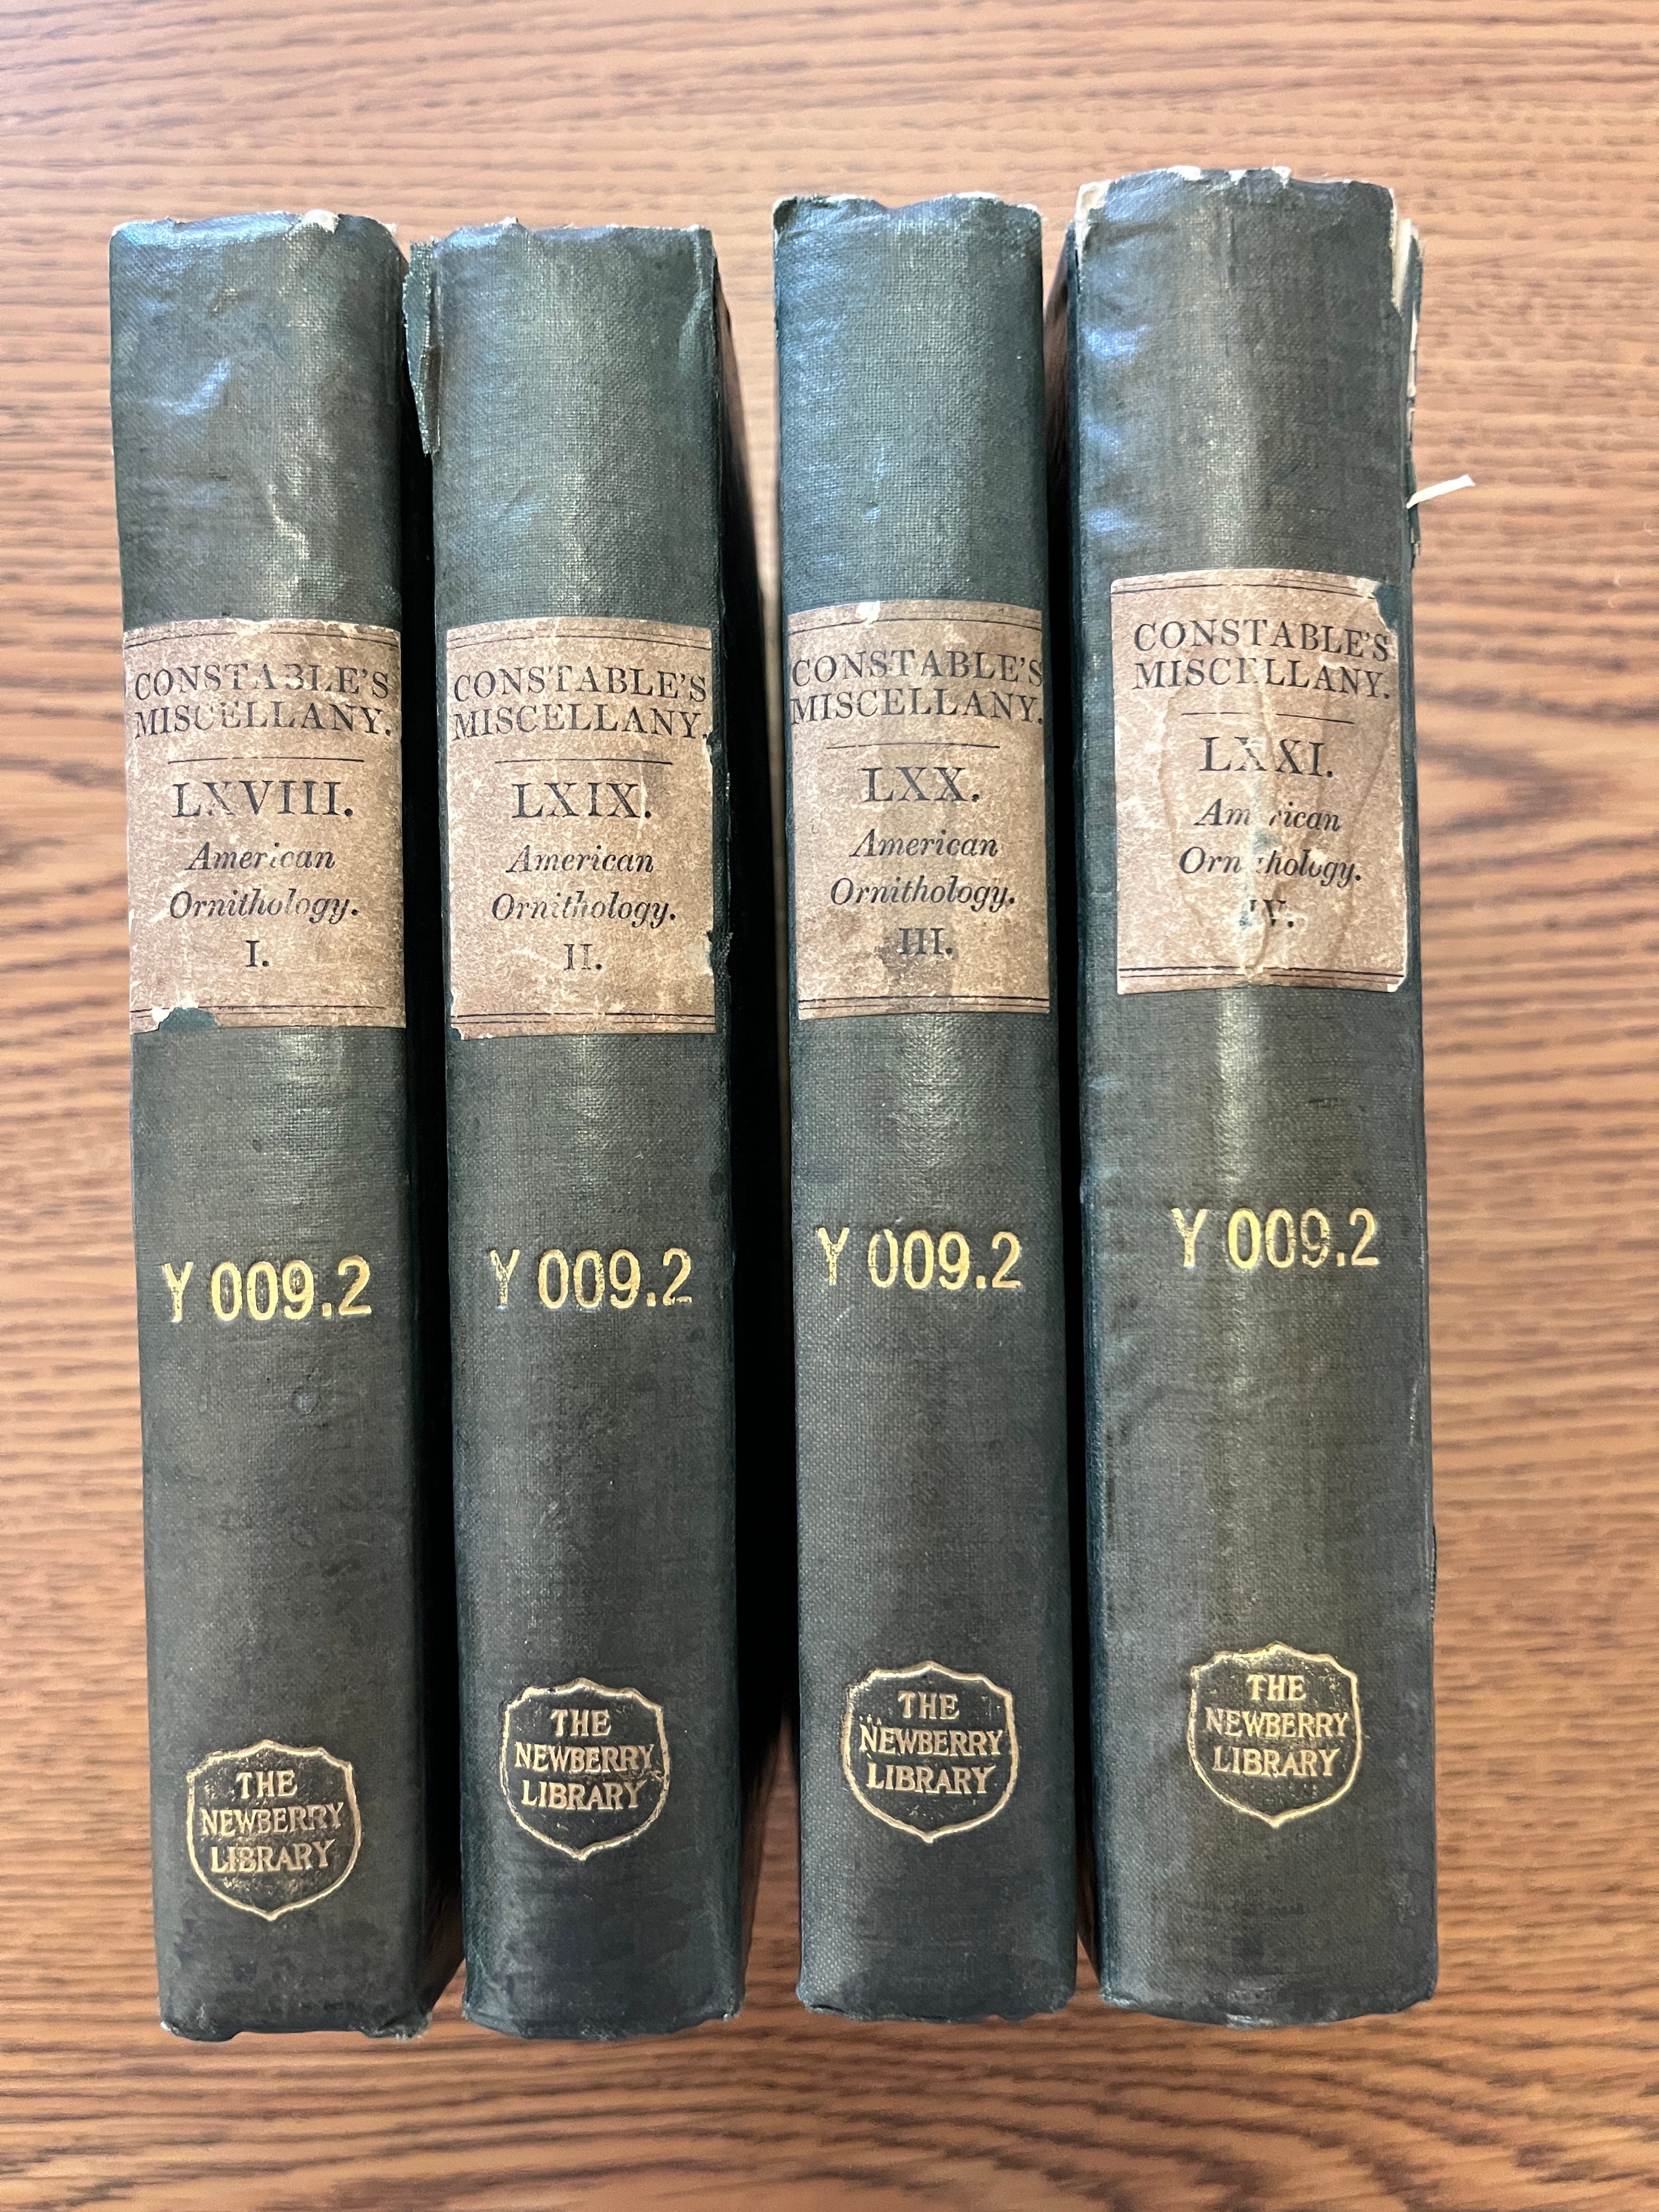 CONSTABLE'S
MISCELLANY.
LXVIII.
American
Ornithology.
I.
Y 009.2
THE
NEWBERRY
LIBRARY
CONSTABLE'S
MISCELLANY.
LXIX.
American
Ornithology.
II.
Y 009.2
THE
NEWBERRY
LIBRARY
CONSTABLE'S
MISCELLANY.
LXX.
American
Ornithology.
III.
Y 009.2
THE
NEWBERRY
LIBRARY
CONSTABLE'S
MISCELLANY.
LXXI.
American
Ornithology.
IV.
Y 009.2
THE
NEWBERRY
LIBRARY